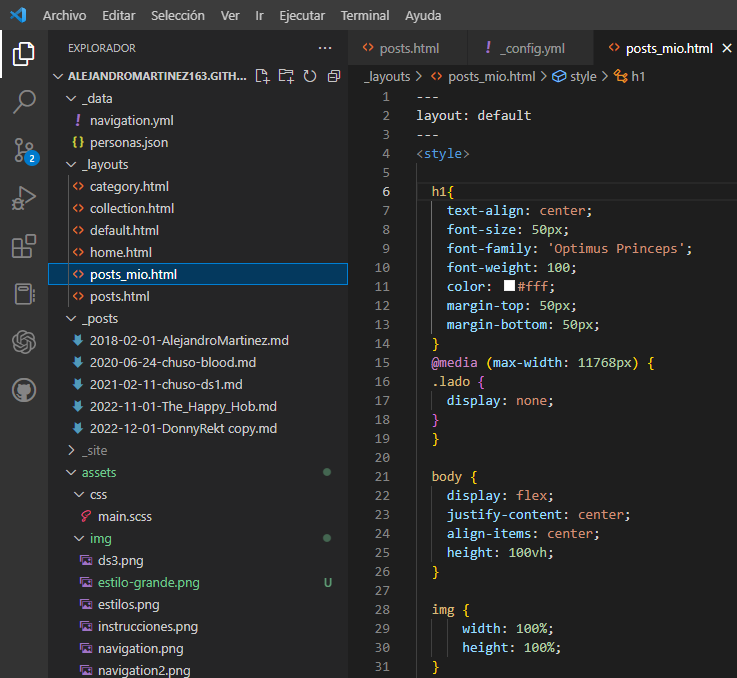 Archivo Editar Selección Ver Ir Ejecutar Terminal Ayuda
EXPLORADOR ...
posts.html ! _config.yml posts_mio.html
ALEJANDROMARTINEZ163.GITH...
_layouts > posts_mio.html > style > h1
2
_data
! navigation.yml
{} personas.json
_layouts
category.html
collection.html
default.html
home.html
posts_mio.html
posts.html
_posts
2018-02-01-AlejandroMartinez.md
2020-06-24-chuso-blood.md
2021-02-11-chuso-ds1.md
2022-11-01-The_Happy_Hob.md
2022-12-01-DonnyRekt copy.md
_site
assets
css
main.scss
img
ds3.png
estilo-grande.png U
estilos.png
instrucciones.png
navigation.png
navigation2.png
1 ---
2 layout: default
3 ---
4 <style>
5
6 h1{
7 text-align: center;
8 font-size: 50px;
9 font-family: 'Optimus Princeps';
10 font-weight: 100;
11 color: #fff;
12 margin-top: 50px;
13 margin-bottom: 50px;
14 }
15 @media (max-width: 11768px) {
16 .lado {
17 display: none;
18 }
19 }
20
21 body {
22 display: flex;
23 justify-content: center;
24 align-items: center;
25 height: 100vh;
26 }
27
28 img {
29 width: 100%;
30 height: 100%;
31 }